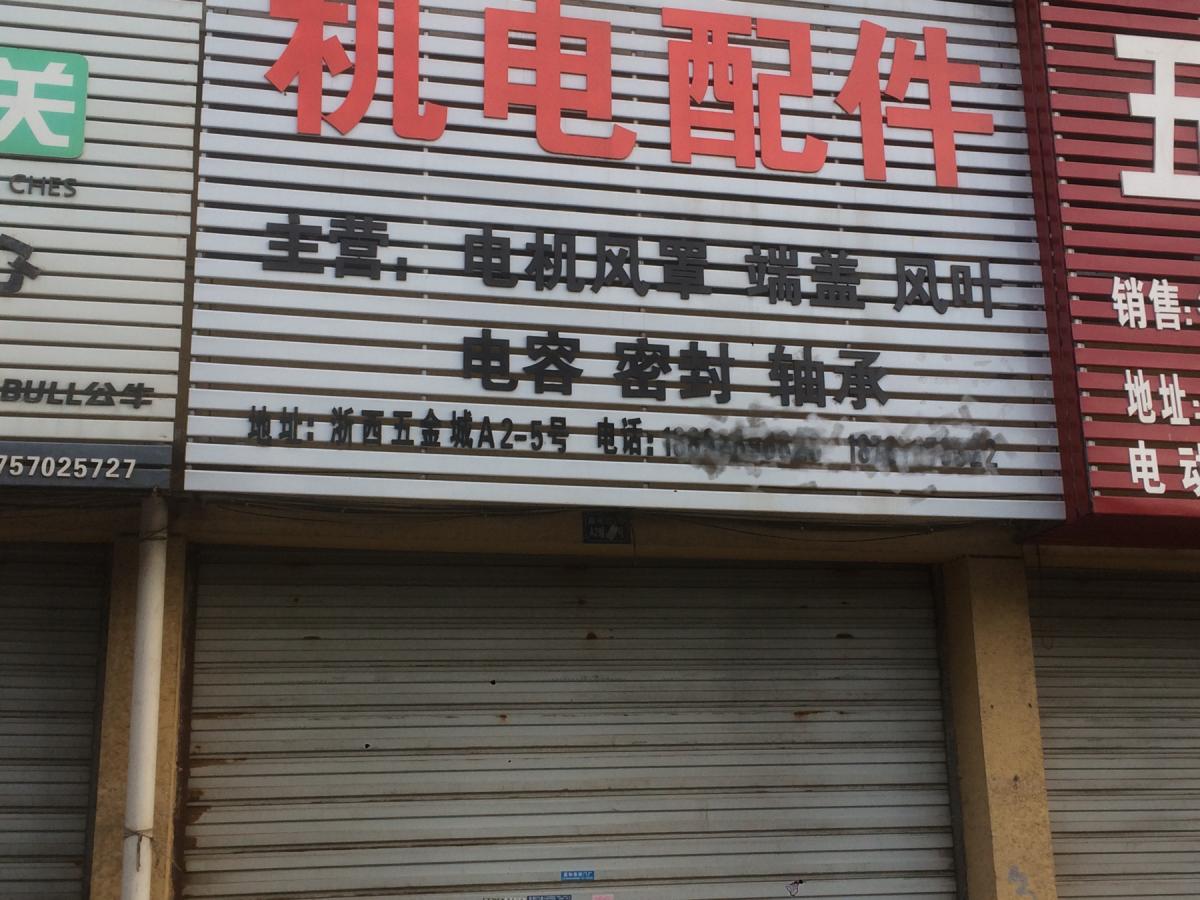 机电配件
主营：电机风罩 端盖 风叶
电容 密封 轴承
地址：浙西五金城A2-5号 电话：
关
CHES
子
BULL公牛
757025727
五
销售：
地址：
电动